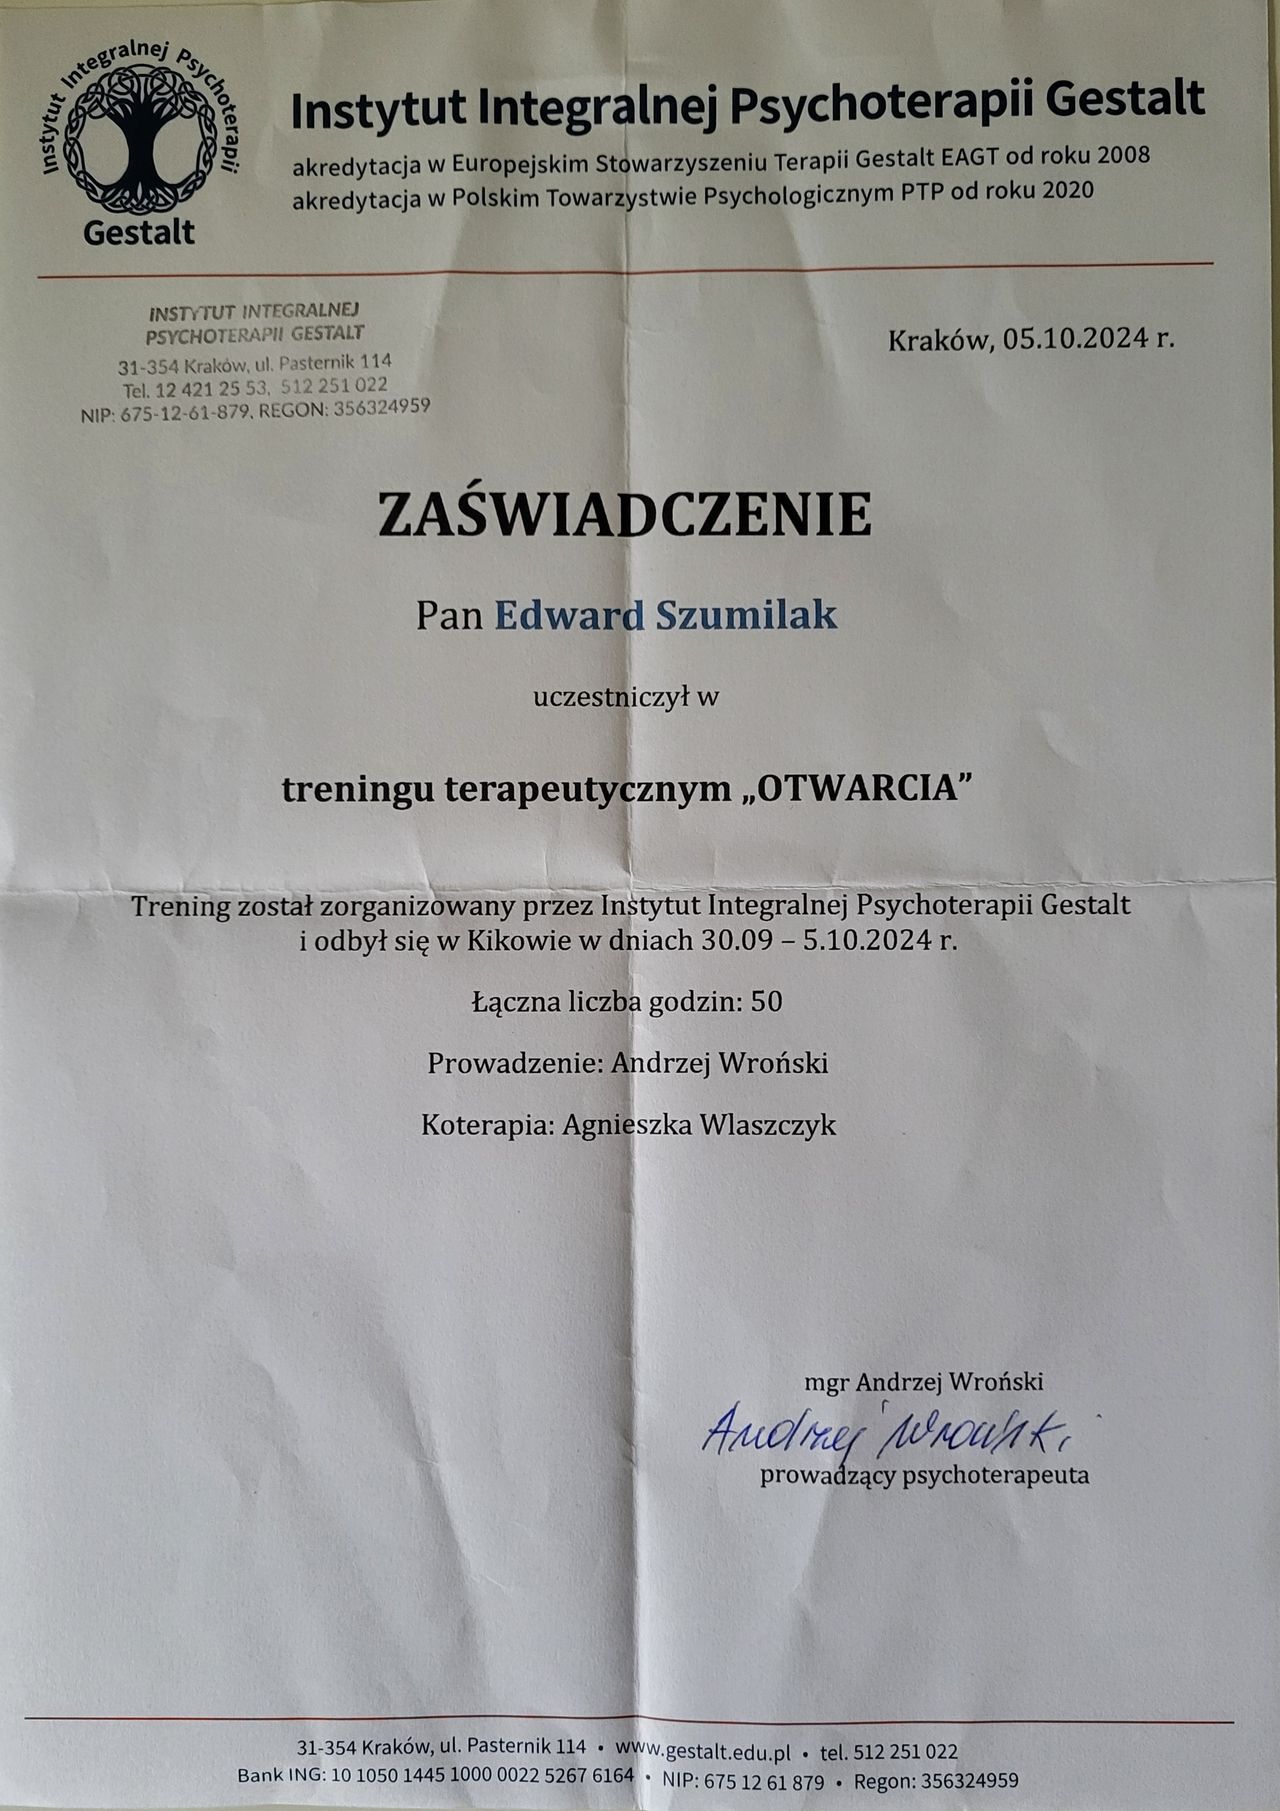 Instytut Integralnej Psychoterapii
Gestalt
Instytut Integralnej Psychoterapii Gestalt
akredytacja w Europejskim Stowarzyszeniu Terapii Gestalt EAGT od roku 2008
akredytacja w Polskim Towarzystwie Psychologicznym PTP od roku 2020
INSTYTUT INTEGRALNEJ
PSYCHOTERAPII GESTALT
31-354 Kraków, ul. Pasternik 114
Tel. 12 421 25 53, 512 251 022
NIP: 675-12-61-879, REGON: 356324959
Kraków, 05.10.2024 r.
ZAŚWIADCZENIE
Pan Edward Szumilak
uczestniczył w
treningu terapeutycznym „OTWARCIA”
Trening został zorganizowany przez Instytut Integralnej Psychoterapii Gestalt
i odbył się w Kikowie w dniach 30.09 – 5.10.2024 r.
Łączna liczba godzin: 50
Prowadzenie: Andrzej Wroński
Koterapia: Agnieszka Wlaszczyk
mgr Andrzej Wroński
Andrzej Wroński
prowadzący psychoterapeuta
31-354 Kraków, ul. Pasternik 114 • www.gestalt.edu.pl • tel. 512 251 022
Bank ING: 10 1050 1445 1000 0022 5267 6164 • NIP: 675 12 61 879 • Regon: 356324959